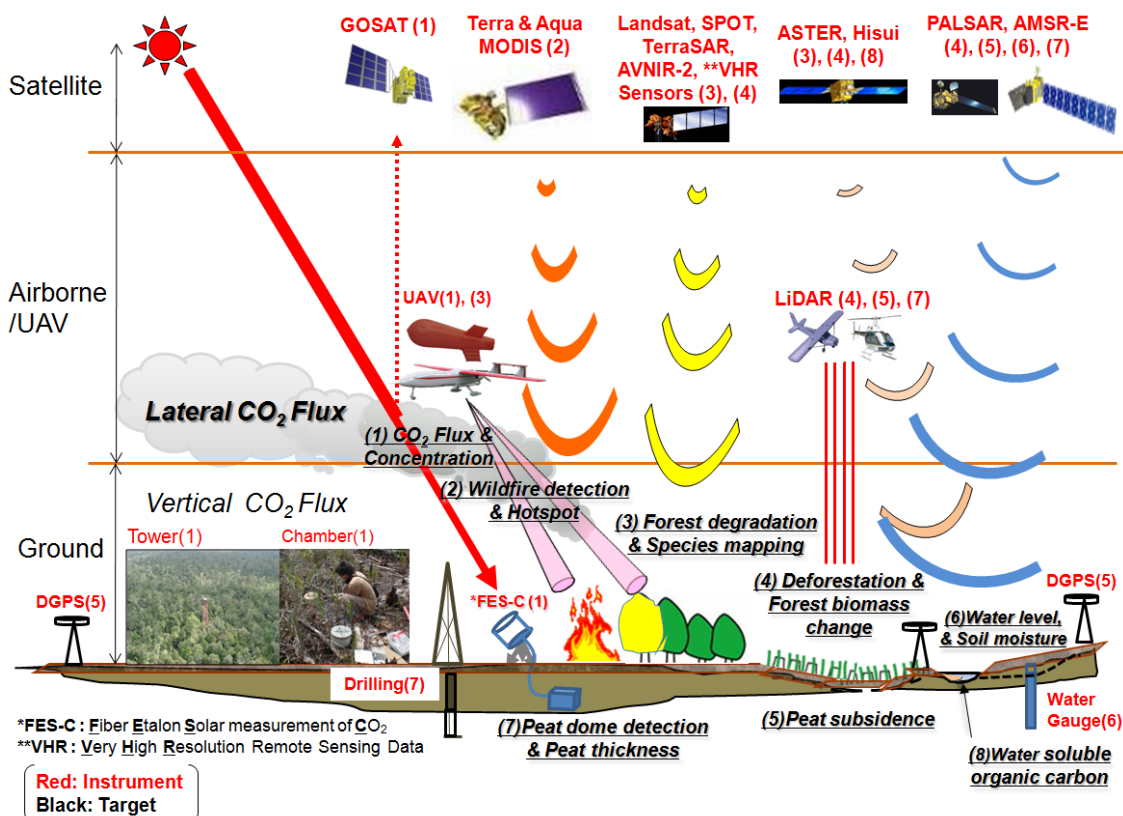 GOSAT (1)
Terra & Aqua
MODIS (2)
Landsat, SPOT,
TerraSAR,
AVNIR-2, **VHR
Sensors (3), (4)
ASTER, Hisui
(3), (4), (8)
PALSAR, AMSR-E
(4), (5), (6), (7)
Satellite
Airborne
/UAV
UAV(1), (3)
LiDAR (4), (5), (7)
Lateral CO2 Flux
(1) CO2 Flux &
Concentration
(2) Wildfire detection
& Hotspot
Vertical CO2 Flux
(3) Forest degradation
& Species mapping
Ground
Tower(1)
Chamber(1)
(4) Deforestation &
Forest biomass
change
DGPS(5)
*FES-C (1)
DGPS(5)
(6)Water level,
& Soil moisture
Drilling(7)
(7)Peat dome detection
& Peat thickness
(5)Peat subsidence
Water
Gauge(6)
(8)Water soluble
organic carbon
*FES-C : Fiber Etalon Solar measurement of CO2
**VHR : Very High Resolution Remote Sensing Data
Red: Instrument
Black: Target